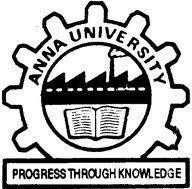 ANNA UNIVERSITY
PROGRESS THROUGH KNOWLEDGE